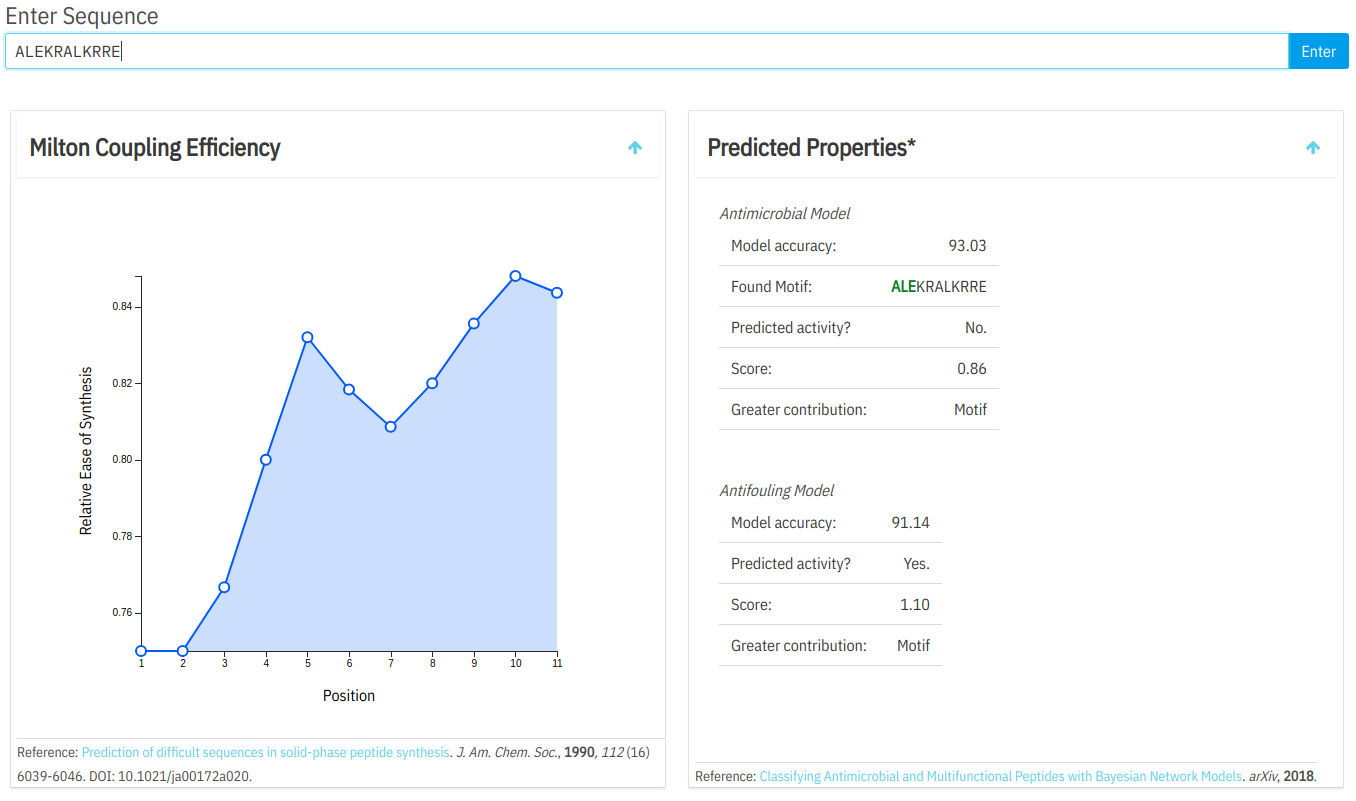 Enter Sequence
ALEKRALKRRE
Enter
Milton Coupling Efficiency
0.84
0.82
0.80
0.78
0.76
Relative Ease of Synthesis
1 2 3 4 5 6 7 8 9 10 11
Position
Reference: Prediction of difficult sequences in solid-phase peptide synthesis. J. Am. Chem. Soc., 1990, 112 (16)
6039-6046. DOI: 10.1021/ja00172a020.
Predicted Properties*
Antimicrobial Model
Model accuracy: 93.03
Found Motif: ALEKRALKRRE
Predicted activity? No.
Score: 0.86
Greater contribution: Motif
Antifouling Model
Model accuracy: 91.14
Predicted activity? Yes.
Score: 1.10
Greater contribution: Motif
Reference: Classifying Antimicrobial and Multifunctional Peptides with Bayesian Network Models. arXiv, 2018.